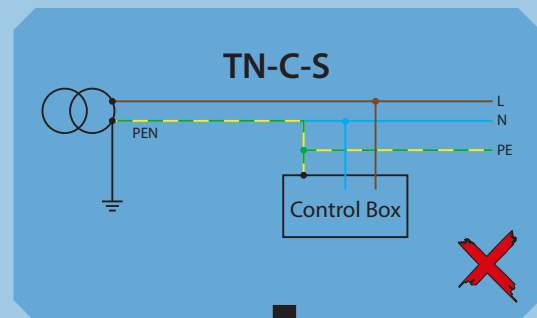 TN-C-S
L
N
PEN
PE
Control Box